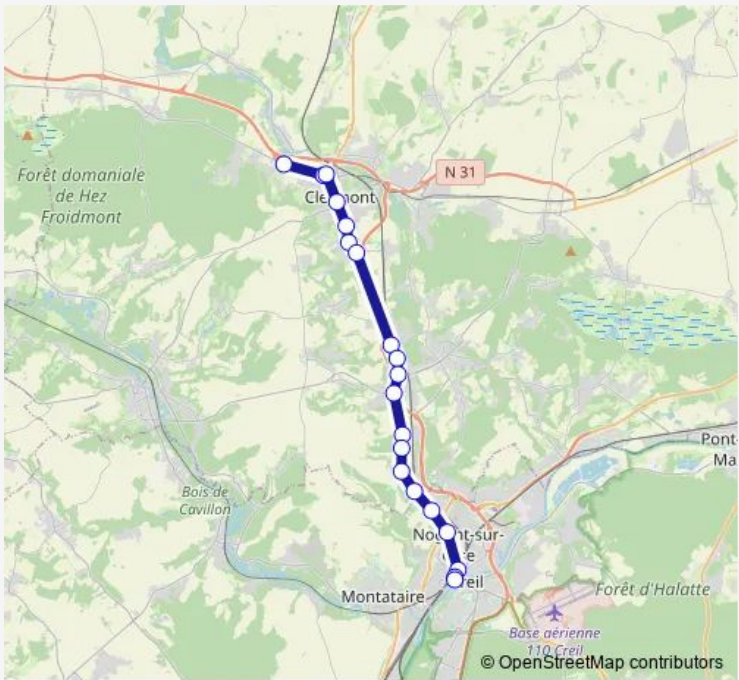 N 31
Forêt domaniale
de Hez
Froidmont
Clermont
Pont-
Ma
Bois de
Cavillon
Nogent-sur-
Oise
Creil
Montataire
Forêt d'Halatte
Base aérienne
110 Creil
© OpenStreetMap contributors